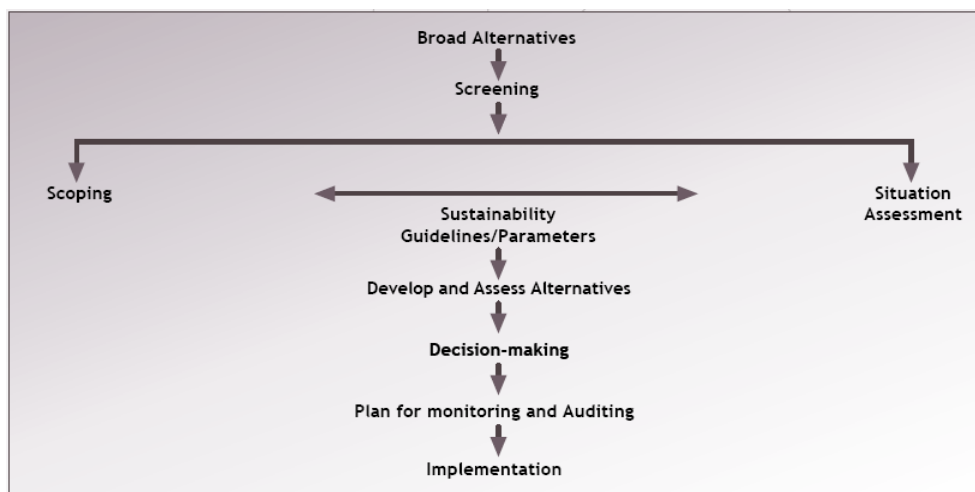 Broad Alternatives
Screening
Scoping
Situation
Assessment
Sustainability
Guidelines/Parameters
Develop and Assess Alternatives
Decision-making
Plan for monitoring and Auditing
Implementation